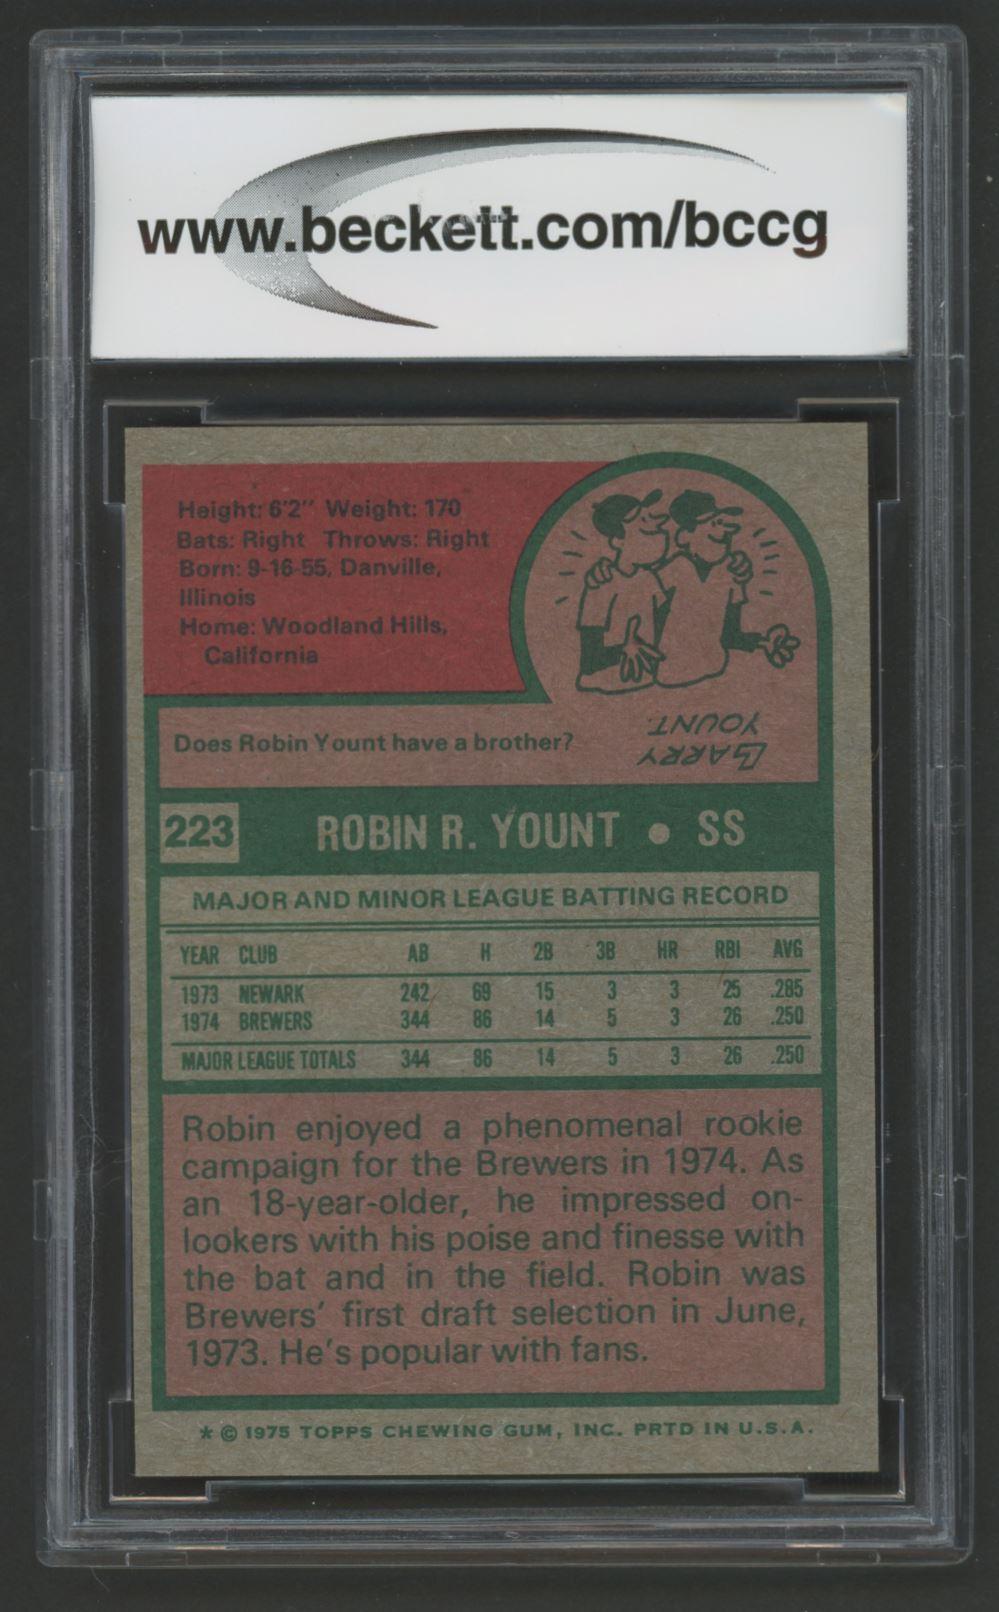 www.beckett.com/bccg
Height: 6'2" Weight: 170
Bats: Right Throws: Right
Born: 9-16-55, Danville,
Illinois
Home: Woodland Hills,
California
Does Robin Yount have a brother?
BARRY
YOUNT.
223 ROBIN R. YOUNT • SS
MAJOR AND MINOR LEAGUE BATTING RECORD
YEAR CLUB AB H 2B 3B HR RBI AVG
1973 NEWARK 242 69 15 3 3 25 .285
1974 BREWERS 344 86 14 5 3 26 .250
MAJOR LEAGUE TOTALS 344 86 14 5 3 26 .250
Robin enjoyed a phenomenal rookie
campaign for the Brewers in 1974. As
an 18-year-older, he impressed on-
lookers with his poise and finesse with
the bat and in the field. Robin was
Brewers' first draft selection in June,
1973. He's popular with fans.
* © 1975 TOPPS CHEWING GUM, INC. PRTD IN U.S.A.